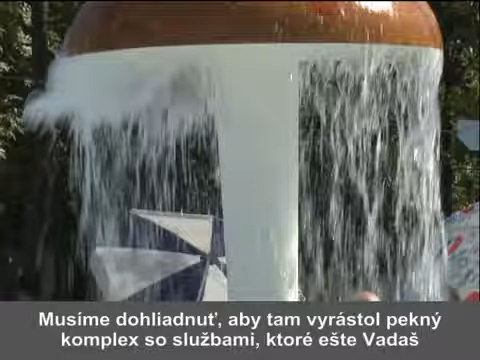 Musíme dohliadnuť, aby tam vyrástol pekný
komplex so službami, ktoré ešte Vadaš